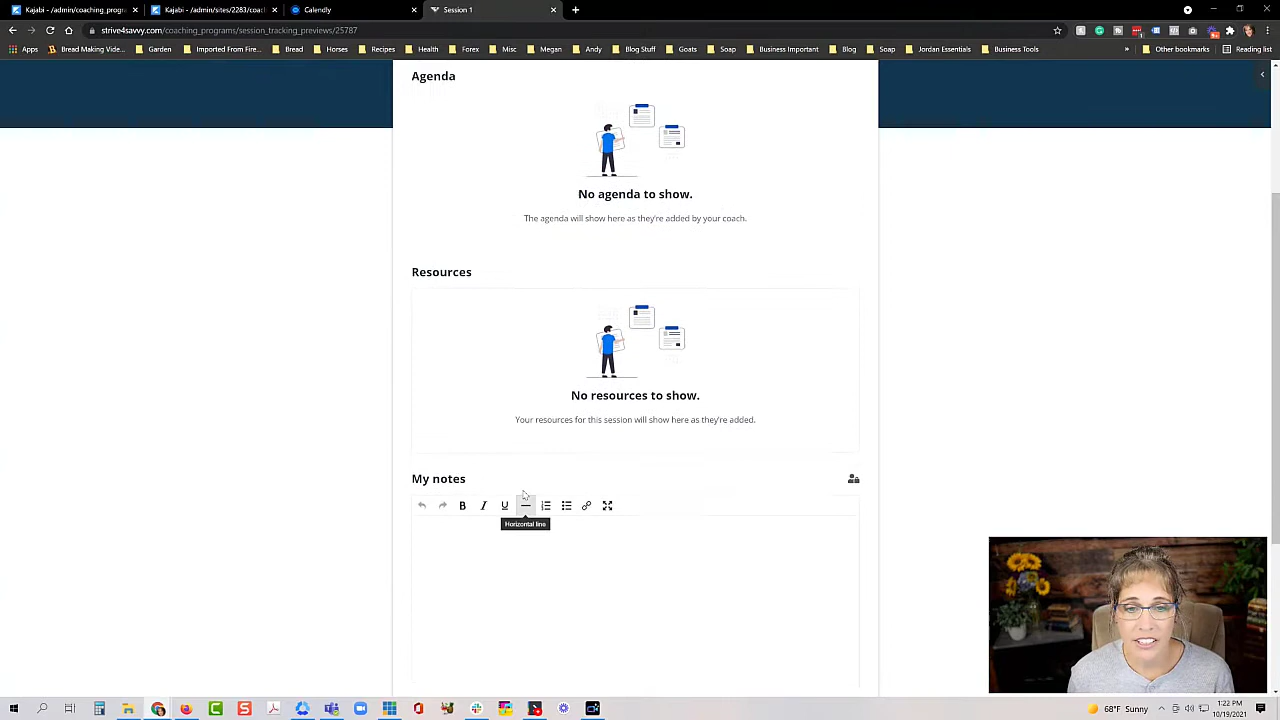 Kajabi - /admin/coaching_progr
Kajabi - /admin/sites/2283/coac
Calendly
Session 1
strive4savvy.com/coaching_programs/session_tracking_previews/25787
Apps
Bread Making Vide...
Garden
Imported From Fire...
Bread
Horses
Recipes
Health
Forex
Misc
Megan
Andy
Blog Stuff
Goats
Soap
Business Important
Blog
Soap
Jordan Essentials
Business Tools
Other bookmarks
Reading list
Agenda
No agenda to show.
The agenda will show here as they're added by your coach.
Resources
No resources to show.
Your resources for this session will show here as they're added.
My notes
B I U
Horizontal line
68°F Sunny
1:22 PM
10/19/2021